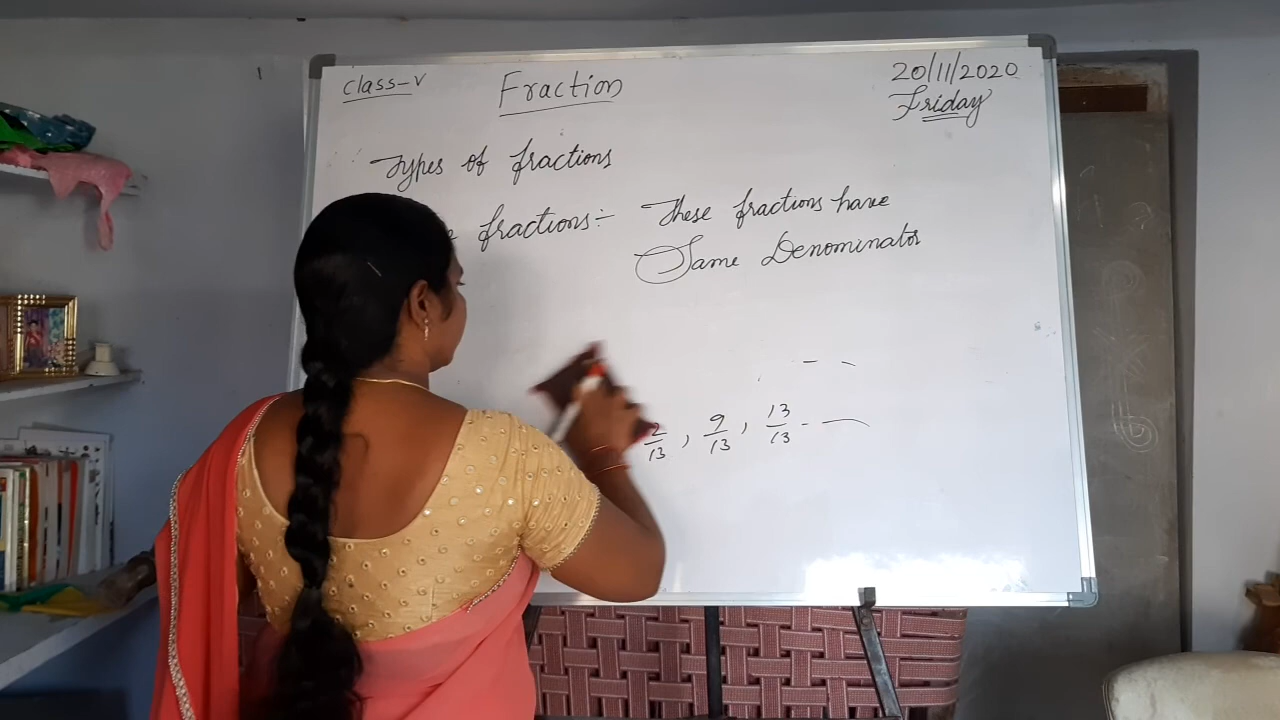 Class-V
Fraction
20/11/2020
Friday
Types of fractions
fractions:- These fractions have
Same Denominator
2/13, 9/13, 13/13 - —